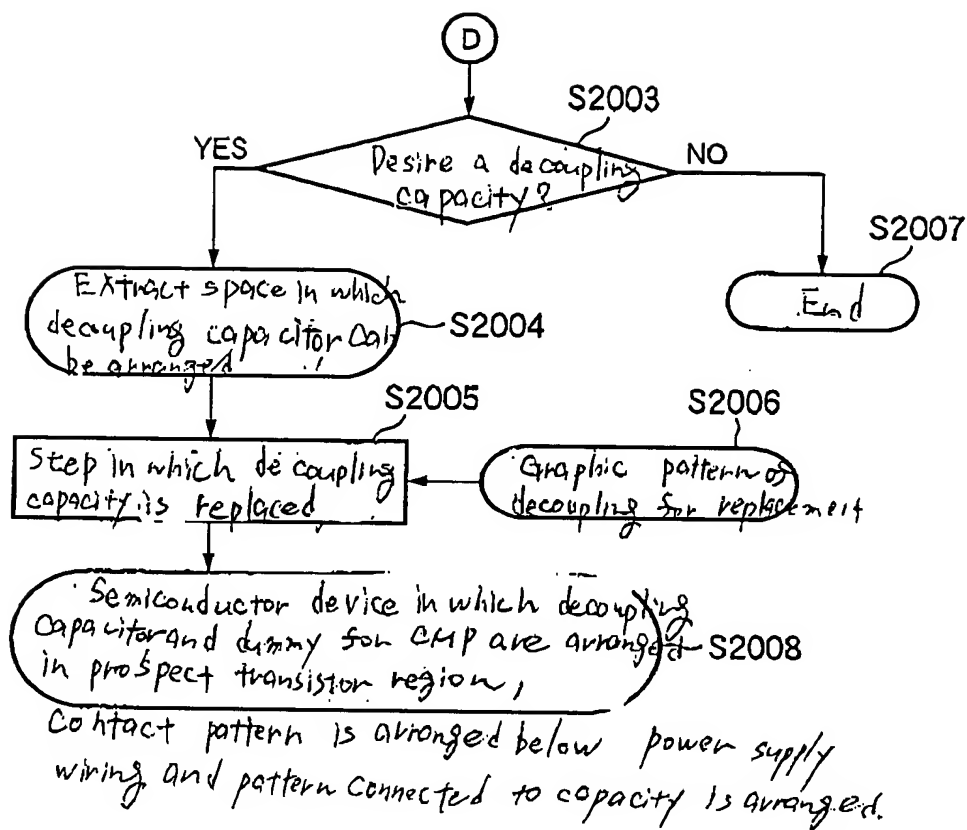 D
S2003
YES
Desire a decoupling
capacity?
NO
S2007
End
Extract space in which
decoupling capacitor can
be arranged
S2004
S2005
Step in which decoupling
capacity is replaced
S2006
Graphic pattern of
decoupling for replacement
Semiconductor device in which decoupling
capacitor and dummy for CMP are arranged
in prospect transistor region,
S2008
Contact pattern is arranged below power supply
wiring and pattern connected to capacity is arranged.